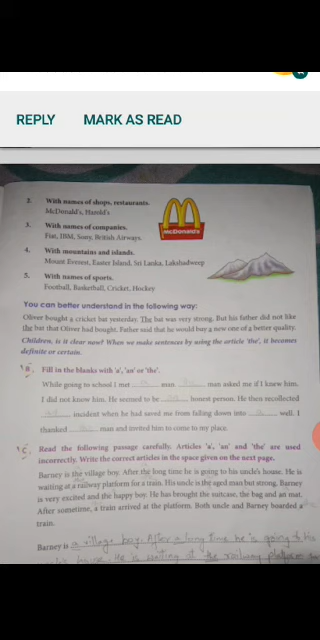 REPLY MARK AS READ
2. With names of shops, restaurants.
McDonald's, Harold's
McDonald's
3. With names of companies.
Fiat, IBM, Sony, British Airways.
4. With mountains and islands.
Mount Everest, Easter Island, Sri Lanka, Lakshadweep
5. With names of sports.
Football, Basketball, Cricket, Hockey
You can better understand in the following way:
Oliver bought a cricket bat yesterday. The bat was very strong. But his father did not like
the bat that Oliver had bought. Father said that he would buy a new one of a better quality.
Children, is it clear now? When we make sentences by using the article 'the', it becomes
definite or certain.
B. Fill in the blanks with 'a', 'an' or 'the'.
While going to school I met a man man asked me if I knew him.
I did not know him. He seemed to be honest person. He then recollected
incident when he had saved me from falling down into a well. I
thanked man and invited him to come to my place.
C. Read the following passage carefully. Articles 'a', 'an' and 'the' are used
incorrectly. Write the correct articles in the space given on the next page.
Barney is the village boy. After the long time he is going to his uncle's house. He is
waiting at a railway platform for a train. His uncle is the aged man but strong. Barney
is very excited and the happy boy. He has brought the suitcase, the bag and an mat.
After sometime, a train arrived at the platform. Both uncle and Barney boarded a the
train.
Barney is a village boy. After a long time he is going to his
house. He is waiting at the railway platform